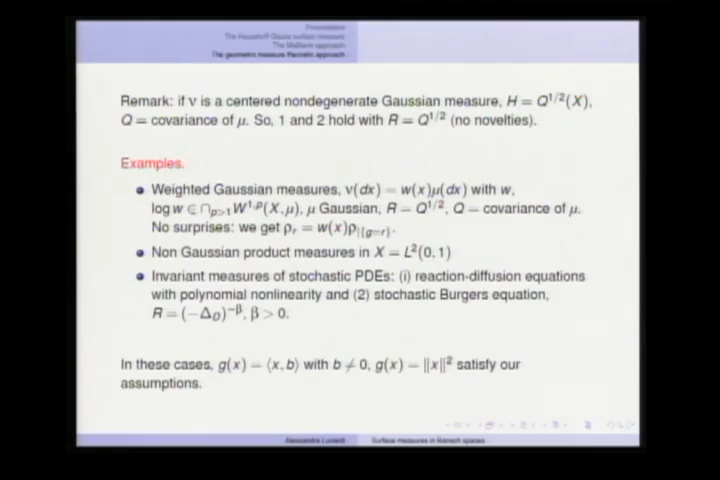 The Hausdorff Gauss surface measure
The Malliavin approach
The geometric measure theoretic approach
Remark: if ν is a centered nondegenerate Gaussian measure, H = Q^{1/2}(X),
Q = covariance of μ. So, 1 and 2 hold with R = Q^{1/2} (no novelties).
Examples.
• Weighted Gaussian measures, ν(dx) = w(x)μ(dx) with w,
log w ∈ ∩_{p>1} W^{1,p}(X,μ), μ Gaussian, R = Q^{1/2}, Q = covariance of μ.
No surprises: we get ρ_r = w(x)ρ_{|{g=r}}.
• Non Gaussian product measures in X = L²(0,1)
• Invariant measures of stochastic PDEs: (i) reaction-diffusion equations
with polynomial nonlinearity and (2) stochastic Burgers equation,
R = (−Δ_D)^{−β}, β > 0.
In these cases, g(x) = ⟨x, b⟩ with b ≠ 0, g(x) = ‖x‖² satisfy our
assumptions.
Alessandra Lunardi Surface measures in Banach spaces